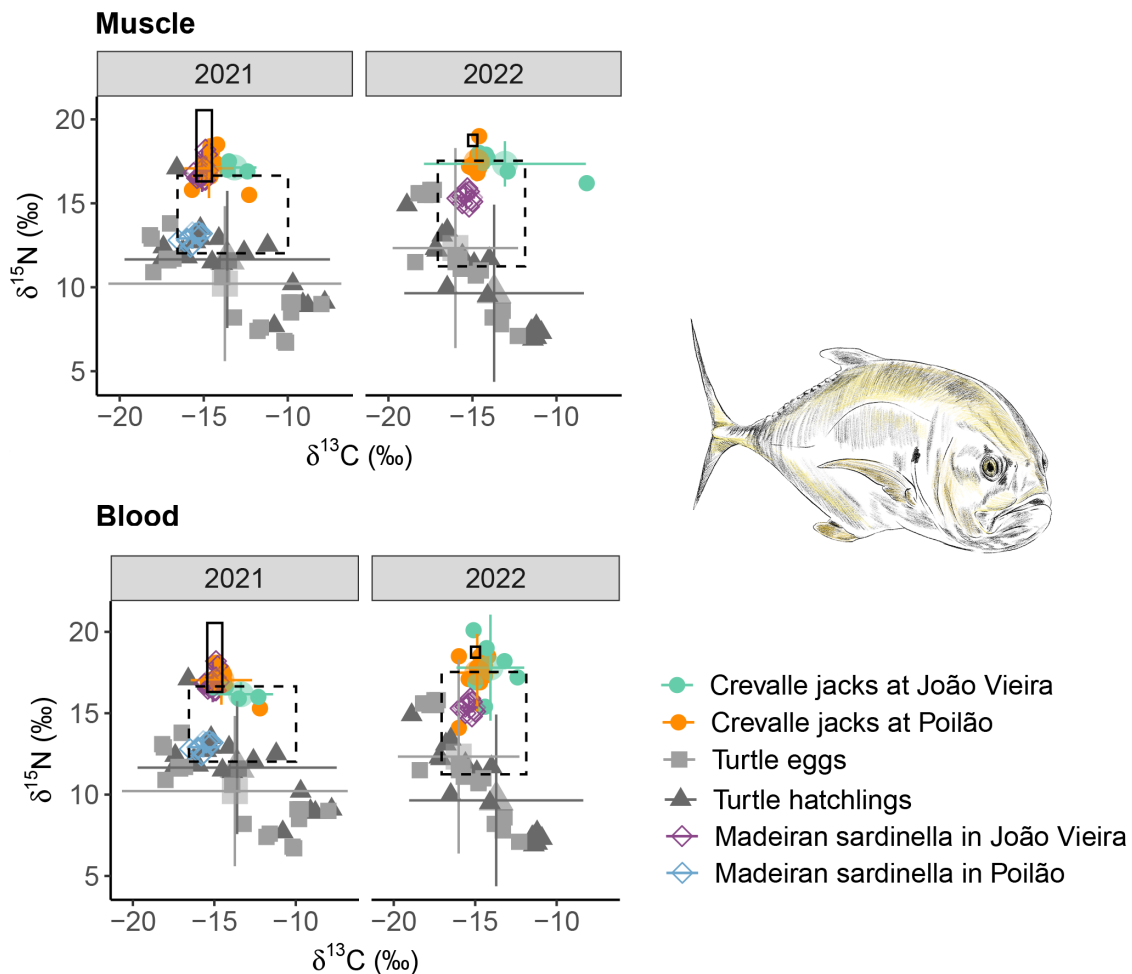 Muscle
2021
2022
20
15
10
5
δ15N (‰)
−20
−15
−10
−20
−15
−10
δ13C (‰)
Blood
2021
2022
20
15
10
5
δ15N (‰)
−20
−15
−10
−20
−15
−10
δ13C (‰)
Crevalle jacks at João Vieira
Crevalle jacks at Poilão
Turtle eggs
Turtle hatchlings
Madeiran sardinella in João Vieira
Madeiran sardinella in Poilão